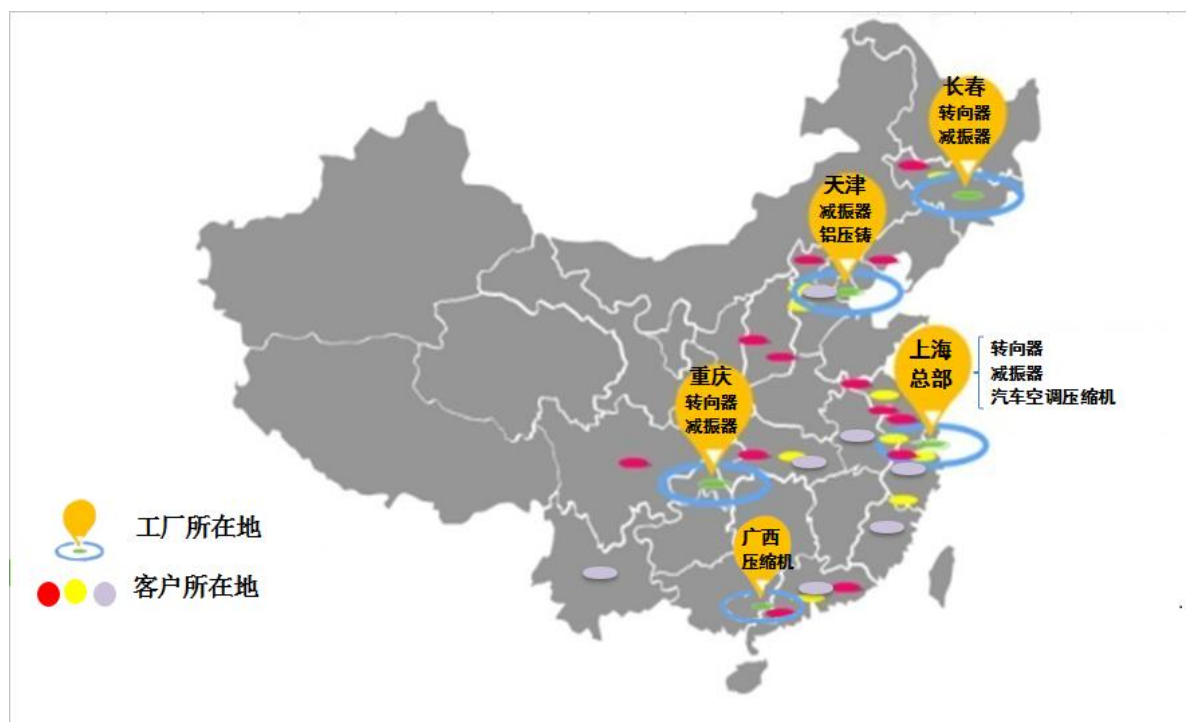 长春
转向器
减振器
天津
减振器
铝压铸
上海
总部
转向器
减振器
汽车空调压缩机
重庆
转向器
减振器
广西
压缩机
工厂所在地
客户所在地